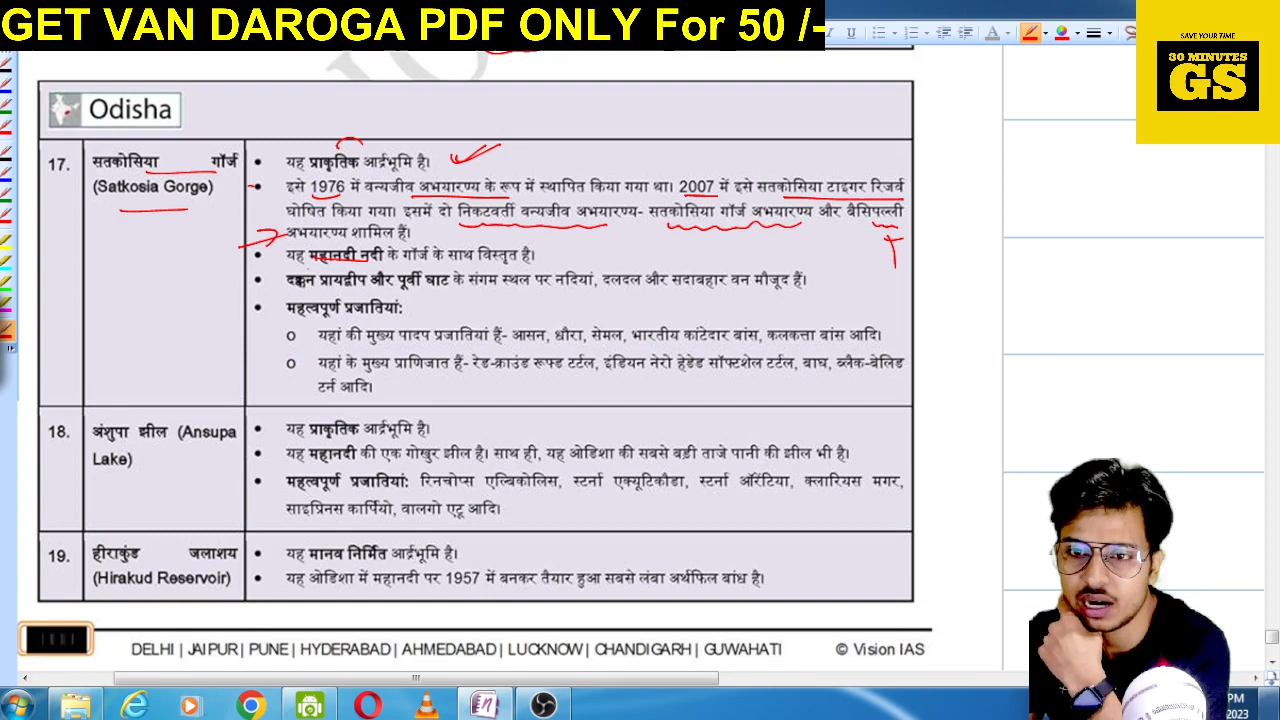 GET VAN DAROGA PDF ONLY For 50 /-
SAVE YOUR TIME
30 MINUTES
GS
Odisha
17.
सतकोसिया गॉर्ज
(Satkosia Gorge)
• यह प्राकृतिक आर्द्रभूमि है।
• इसे 1976 में वन्यजीव अभयारण्य के रूप में स्थापित किया गया था। 2007 में इसे सतकोसिया टाइगर रिजर्व
घोषित किया गया। इसमें दो निकटवर्ती वन्यजीव अभयारण्य- सतकोसिया गॉर्ज अभयारण्य और बैसिपल्ली
अभयारण्य शामिल हैं।
• यह महानदी नदी के गॉर्ज के साथ विस्तृत है।
• दक्कन प्रायद्वीप और पूर्वी घाट के संगम स्थल पर नदियां, दलदल और सदाबहार वन मौजूद हैं।
• महत्वपूर्ण प्रजातियां:
o यहां की मुख्य पादप प्रजातियां हैं- आसन, धौरा, सेमल, भारतीय कांटेदार बांस, कलकत्ता बांस आदि।
o यहां के मुख्य प्राणिजात हैं- रेड-क्राउंड रूफ्ड टर्टल, इंडियन नेरो हेडेड सॉफ्टशेल टर्टल, बाघ, ब्लैक-बेलिड
टर्न आदि।
18.
अंशुपा झील (Ansupa
Lake)
• यह प्राकृतिक आर्द्रभूमि है।
• यह महानदी की एक गोखुर झील है। साथ ही, यह ओडिशा की सबसे बड़ी ताजे पानी की झील भी है।
• महत्वपूर्ण प्रजातियां: रिनचोप्स एल्बिकोलिस, स्टर्ना एक्यूटिकौडा, स्टर्ना ऑरेंटिया, क्लारियस मगर,
साइप्रिनस कार्पियो, वालगो एटू आदि।
19.
हीराकुंड जलाशय
(Hirakud Reservoir)
• यह मानव निर्मित आर्द्रभूमि है।
• यह ओडिशा में महानदी पर 1957 में बनकर तैयार हुआ सबसे लंबा अर्थफिल बांध है।
DELHI | JAIPUR | PUNE | HYDERABAD | AHMEDABAD | LUCKNOW | CHANDIGARH | GUWAHATI
© Vision IAS
PM
2023